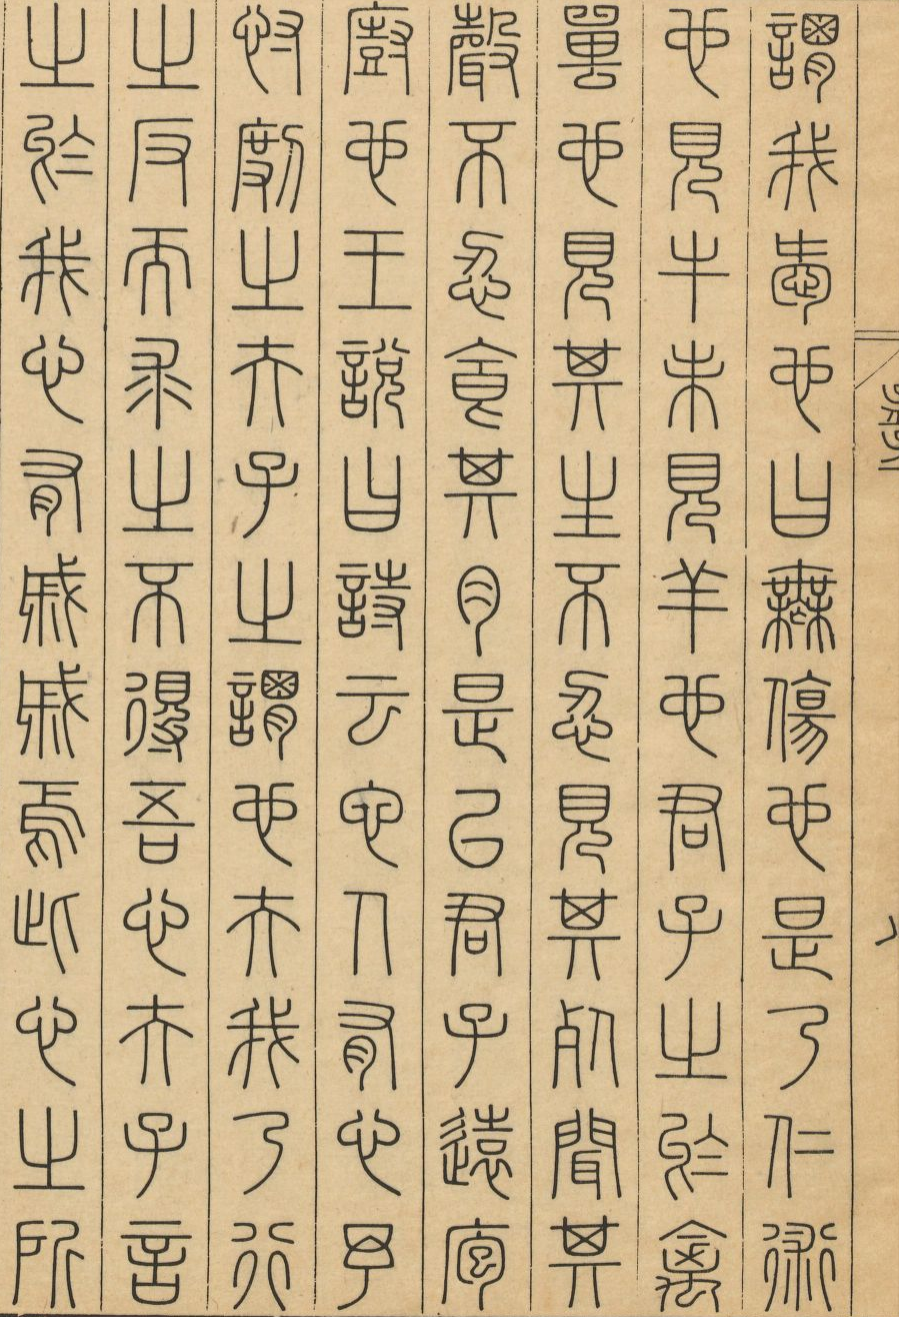 謂我愛也曰無傷也是乃仁術
也見牛未見羊也君子之於禽
獸也見其生不忍見其死聞其
聲不忍食其肉是以君子遠庖
廚也王說曰詩云他人有心予
忖度之夫子之謂也夫我乃行
之反而求之不得吾心夫子言
之於我心有戚戚焉此心之所